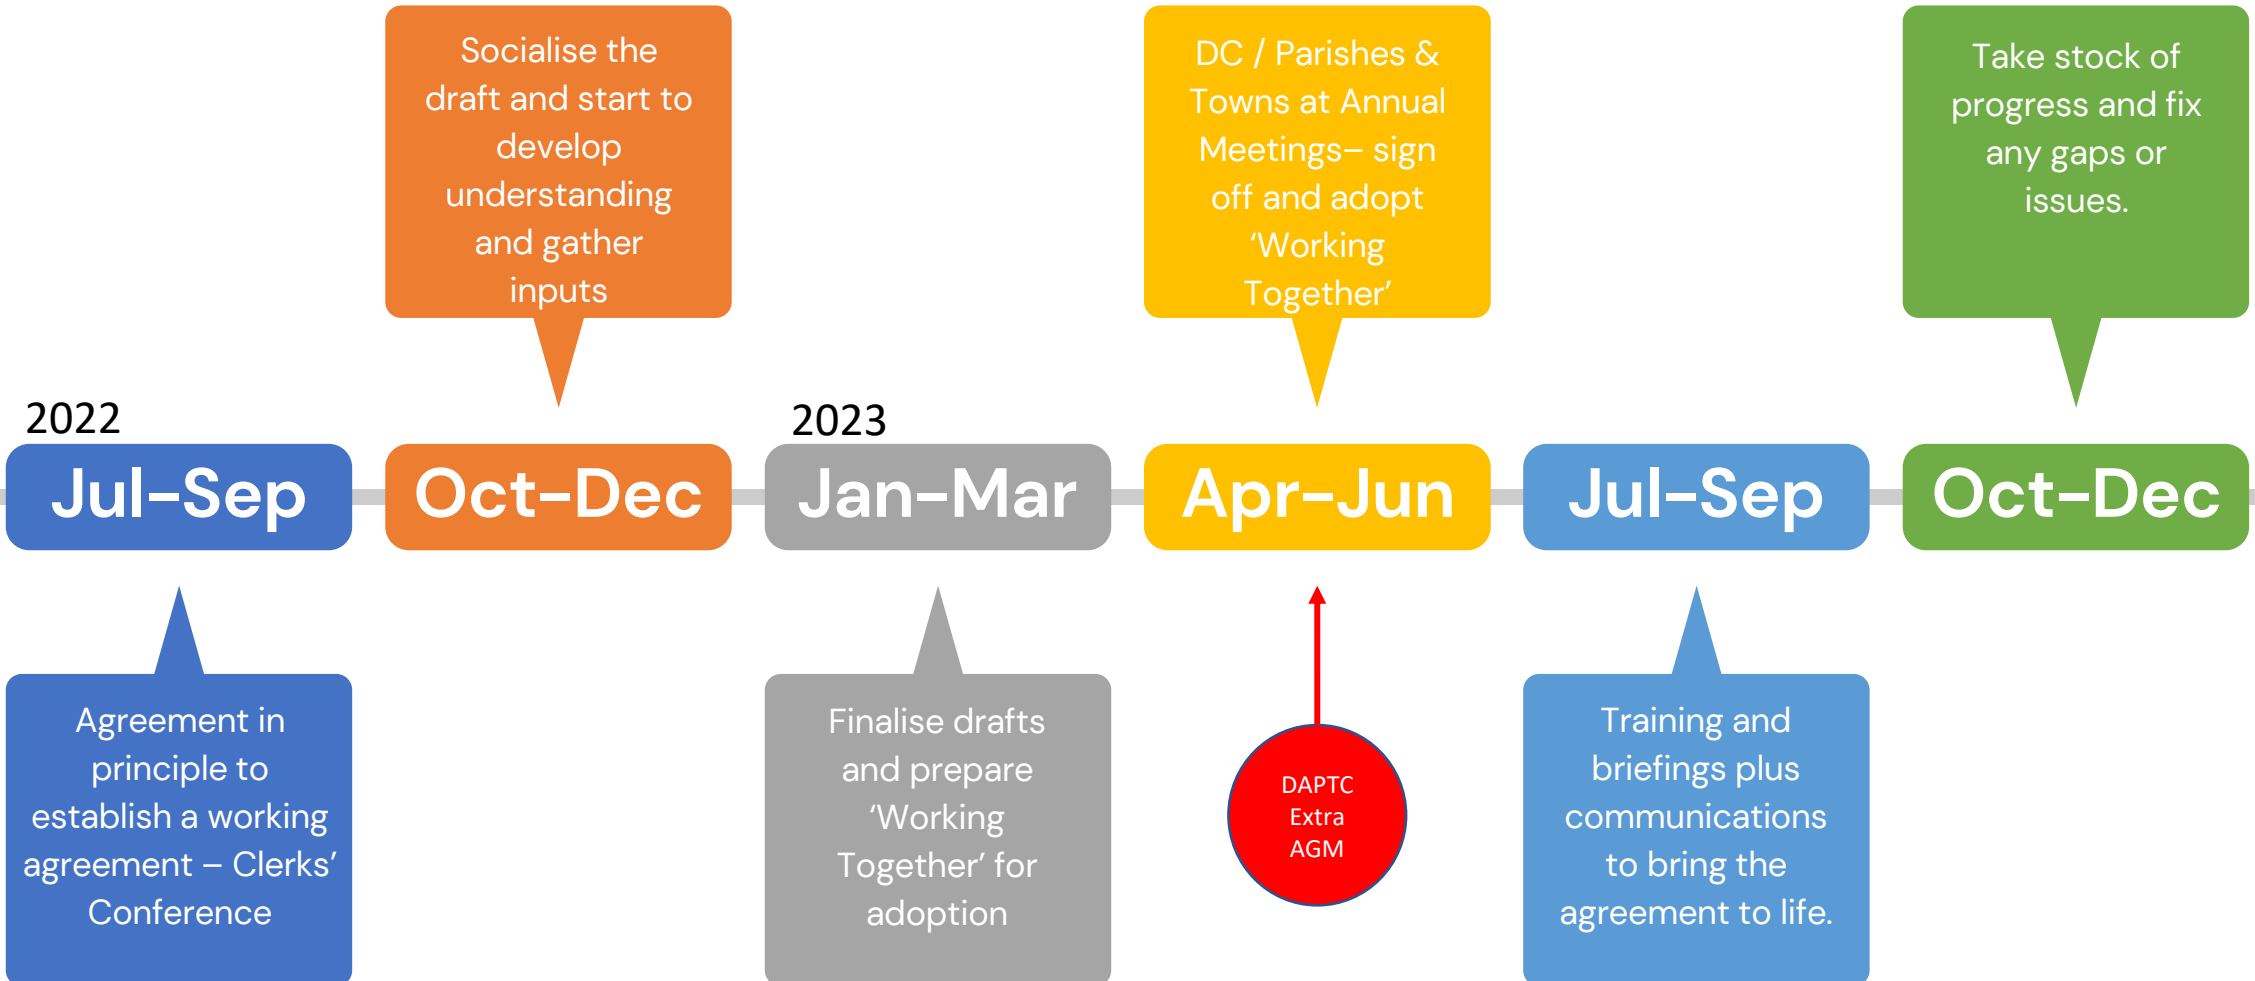 Socialise the
draft and start to
develop
understanding
and gather
inputs
DC / Parishes &
Towns at Annual
Meetings– sign
off and adopt
‘Working
Together’
Take stock of
progress and fix
any gaps or
issues.
2022
2023
Jul–Sep
Oct–Dec
Jan–Mar
Apr–Jun
Jul–Sep
Oct–Dec
Agreement in
principle to
establish a working
agreement – Clerks’
Conference
Finalise drafts
and prepare
‘Working
Together’ for
adoption
DAPTC
Extra
AGM
Training and
briefings plus
communications
to bring the
agreement to life.